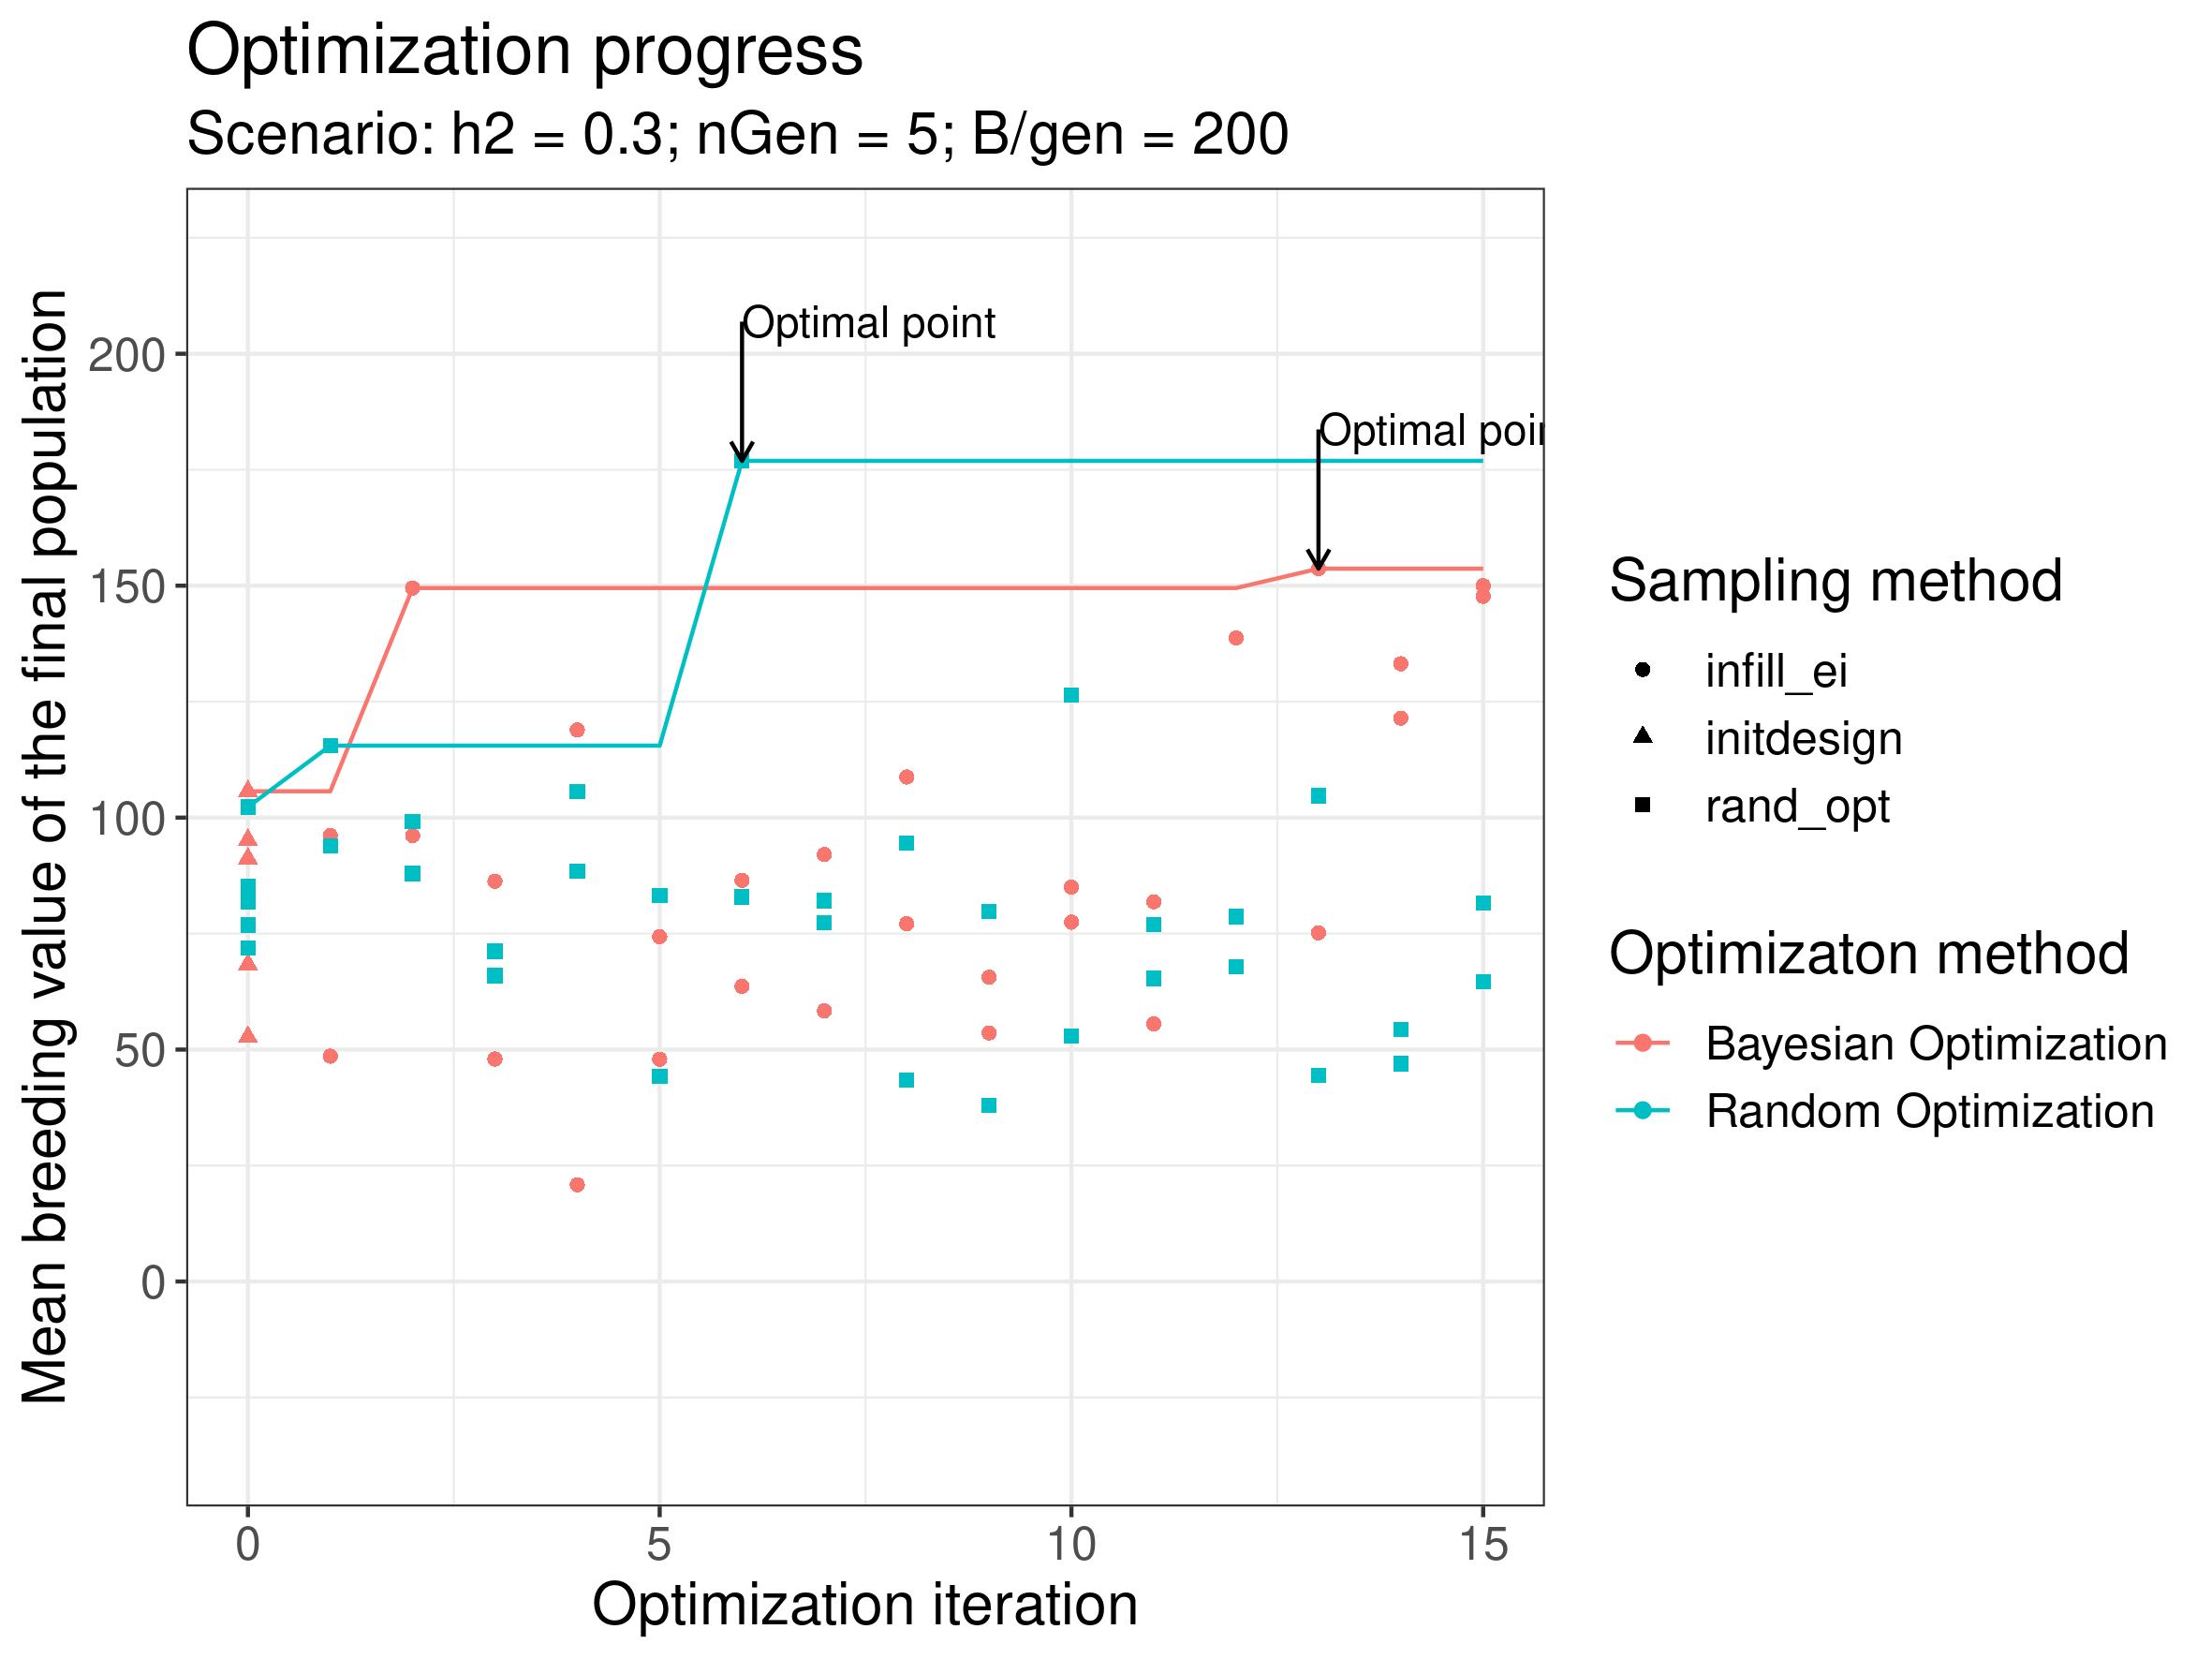 Optimization progress
Scenario: h2 = 0.3; nGen = 5; B/gen = 200
Mean breeding value of the final population
200
150
100
50
0
Optimal point
Optimal poin
0
5
10
15
Optimization iteration
Sampling method
infill_ei
initdesign
rand_opt
Optimizaton method
Bayesian Optimization
Random Optimization